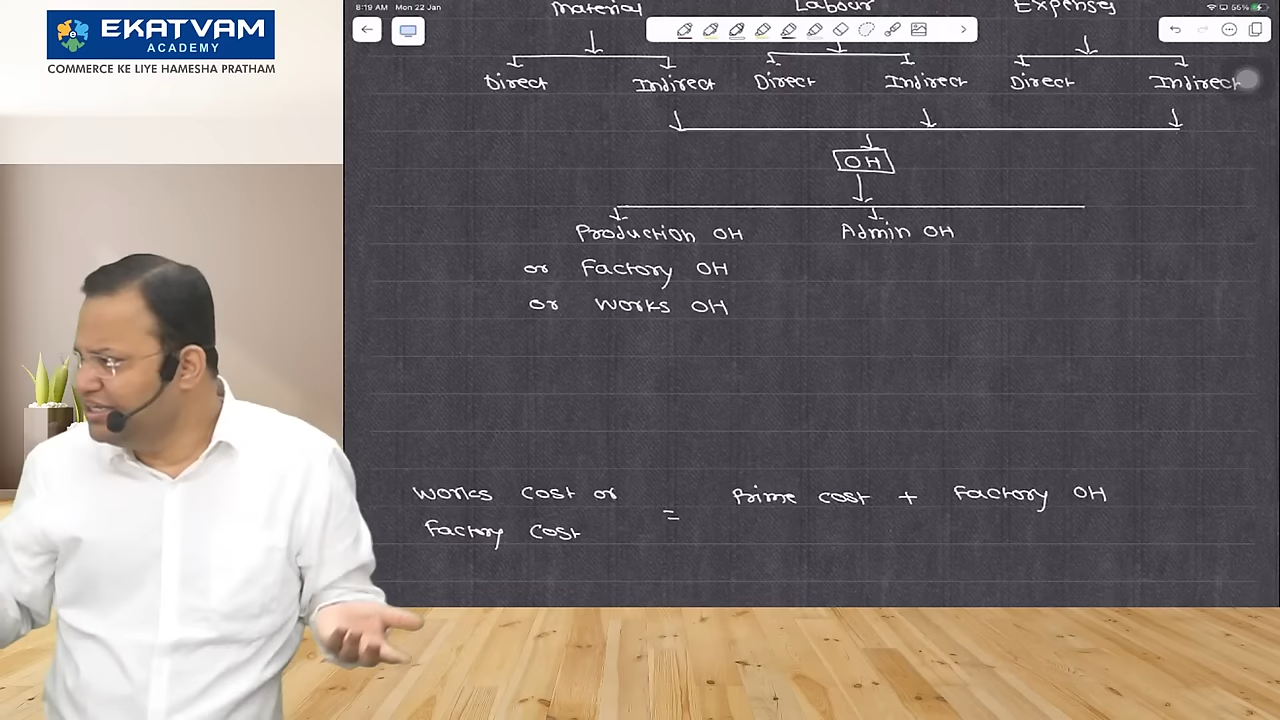 EKATVAM
ACADEMY
COMMERCE KE LIYE HAMESHA PRATHAM
8:19 AM Mon 22 Jan
55%
Material Labour Expenses
Direct Indirect Direct Indirect Direct Indirect
OH
Production OH Admin OH
or Factory OH
or Works OH
Works Cost or
Factory Cost
= Prime Cost + Factory OH